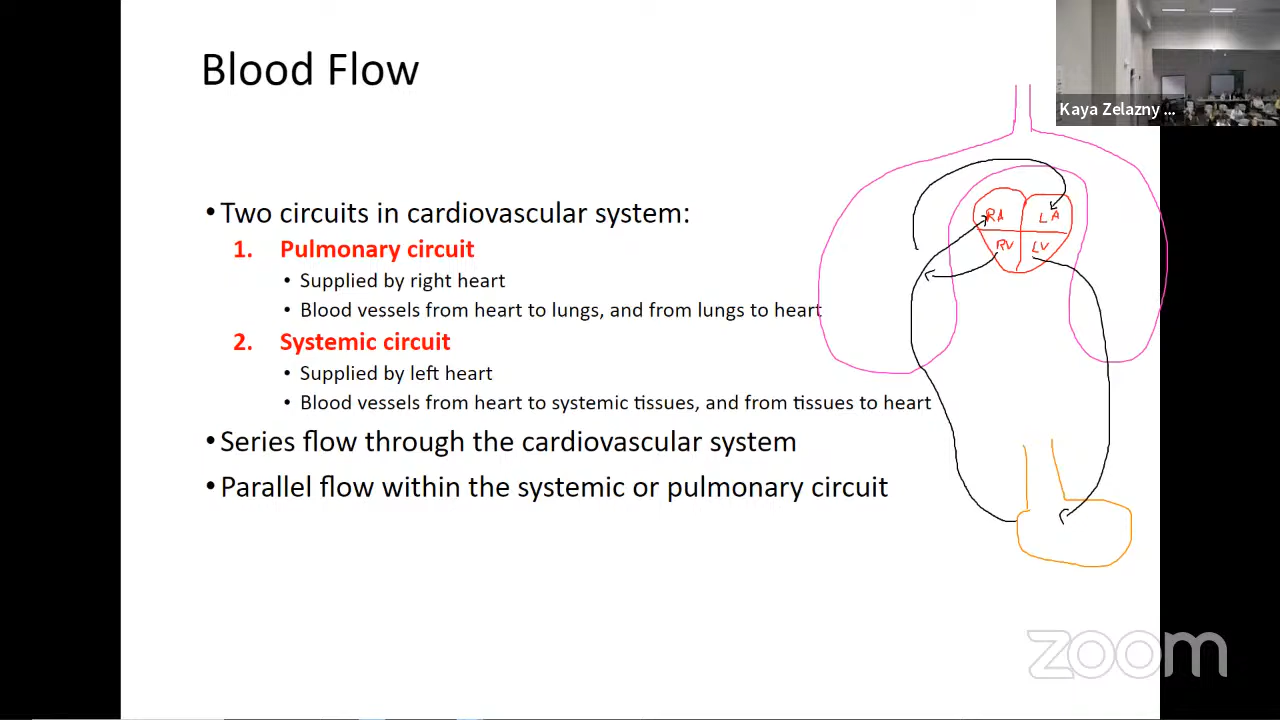 Blood Flow
Kaya Zelazny ...
• Two circuits in cardiovascular system:
1. Pulmonary circuit
• Supplied by right heart
• Blood vessels from heart to lungs, and from lungs to heart
2. Systemic circuit
• Supplied by left heart
• Blood vessels from heart to systemic tissues, and from tissues to heart
• Series flow through the cardiovascular system
• Parallel flow within the systemic or pulmonary circuit
RA LA
RV LV
zoom